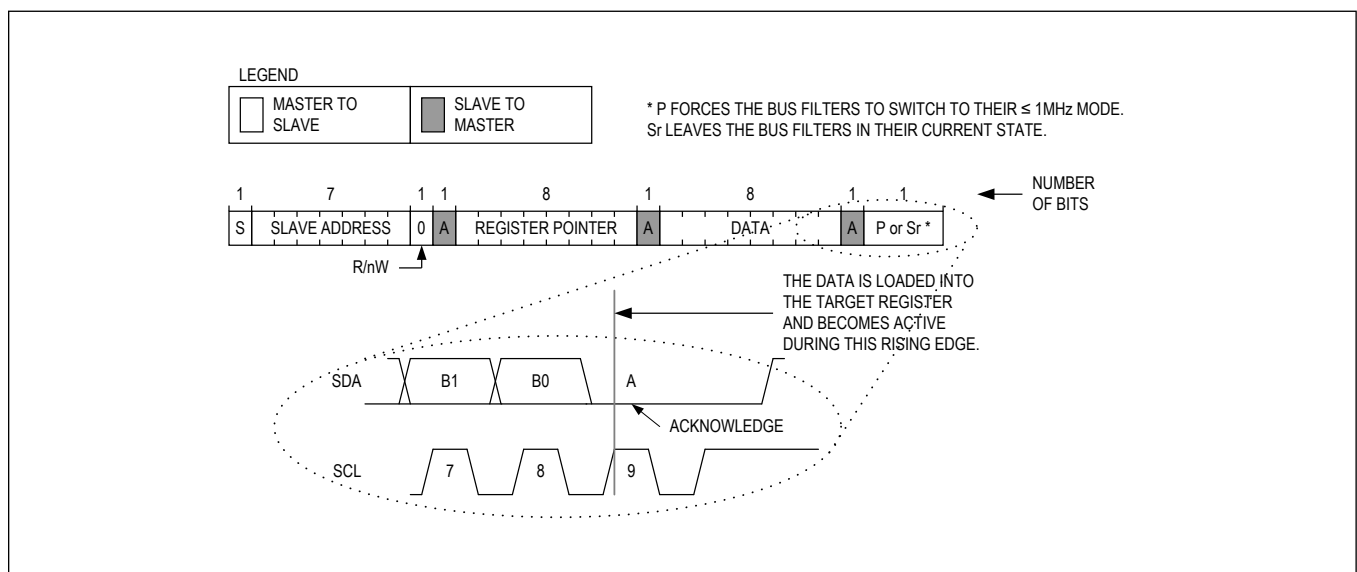 LEGEND
MASTER TO
SLAVE
SLAVE TO
MASTER
* P FORCES THE BUS FILTERS TO SWITCH TO THEIR ≤ 1MHz MODE.
Sr LEAVES THE BUS FILTERS IN THEIR CURRENT STATE.
1 7 1 1 8 1 8 1 1
NUMBER
OF BITS
S SLAVE ADDRESS 0 A REGISTER POINTER A DATA A P or Sr *
R/nW
THE DATA IS LOADED INTO
THE TARGET REGISTER
AND BECOMES ACTIVE
DURING THIS RISING EDGE.
SDA B1 B0 A
ACKNOWLEDGE
SCL 7 8 9